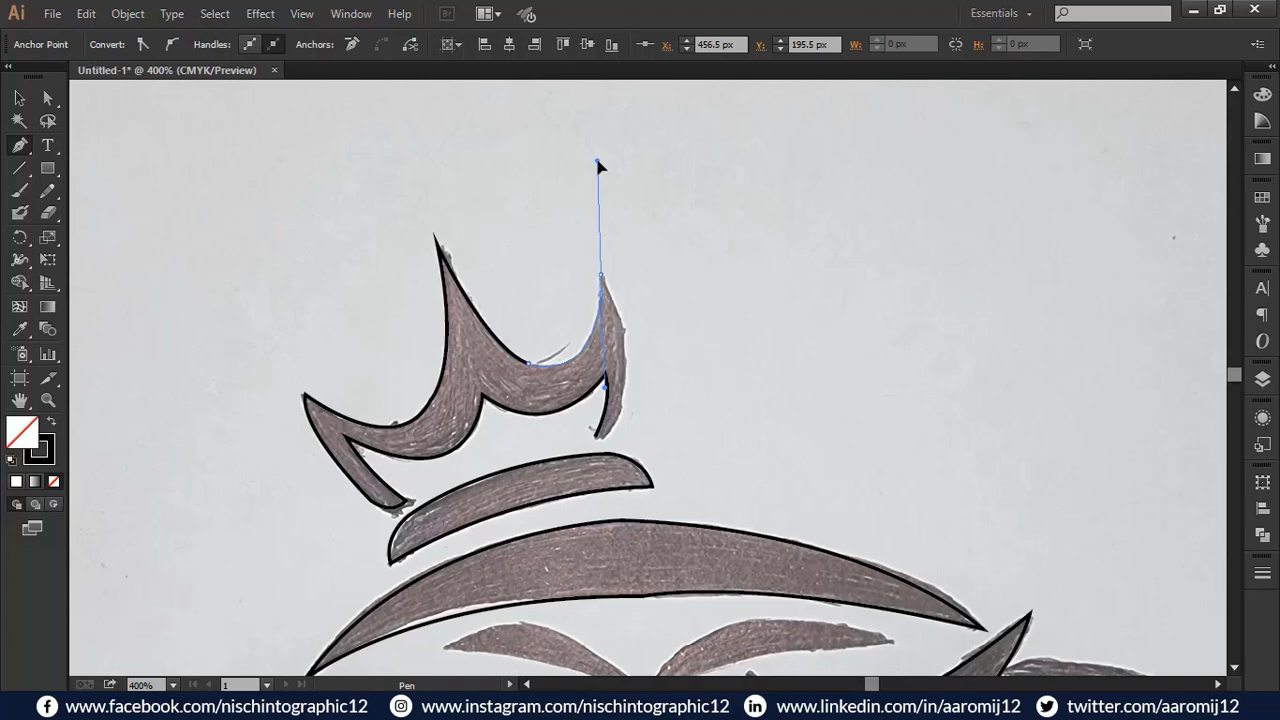 Ai File Edit Object Type Select Effect View Window Help Br Essentials
Anchor Point Convert: Handles: Anchors: X: 456.5 px Y: 195.5 px W: 0 px H: 0 px
Untitled-1* @ 400% (CMYK/Preview) ×
T
A
¶
O
400% 1 Pen
www.facebook.com/nischintographic12 www.instagram.com/nischintographic12 www.linkedin.com/in/aaromij12 twitter.com/aaromij12